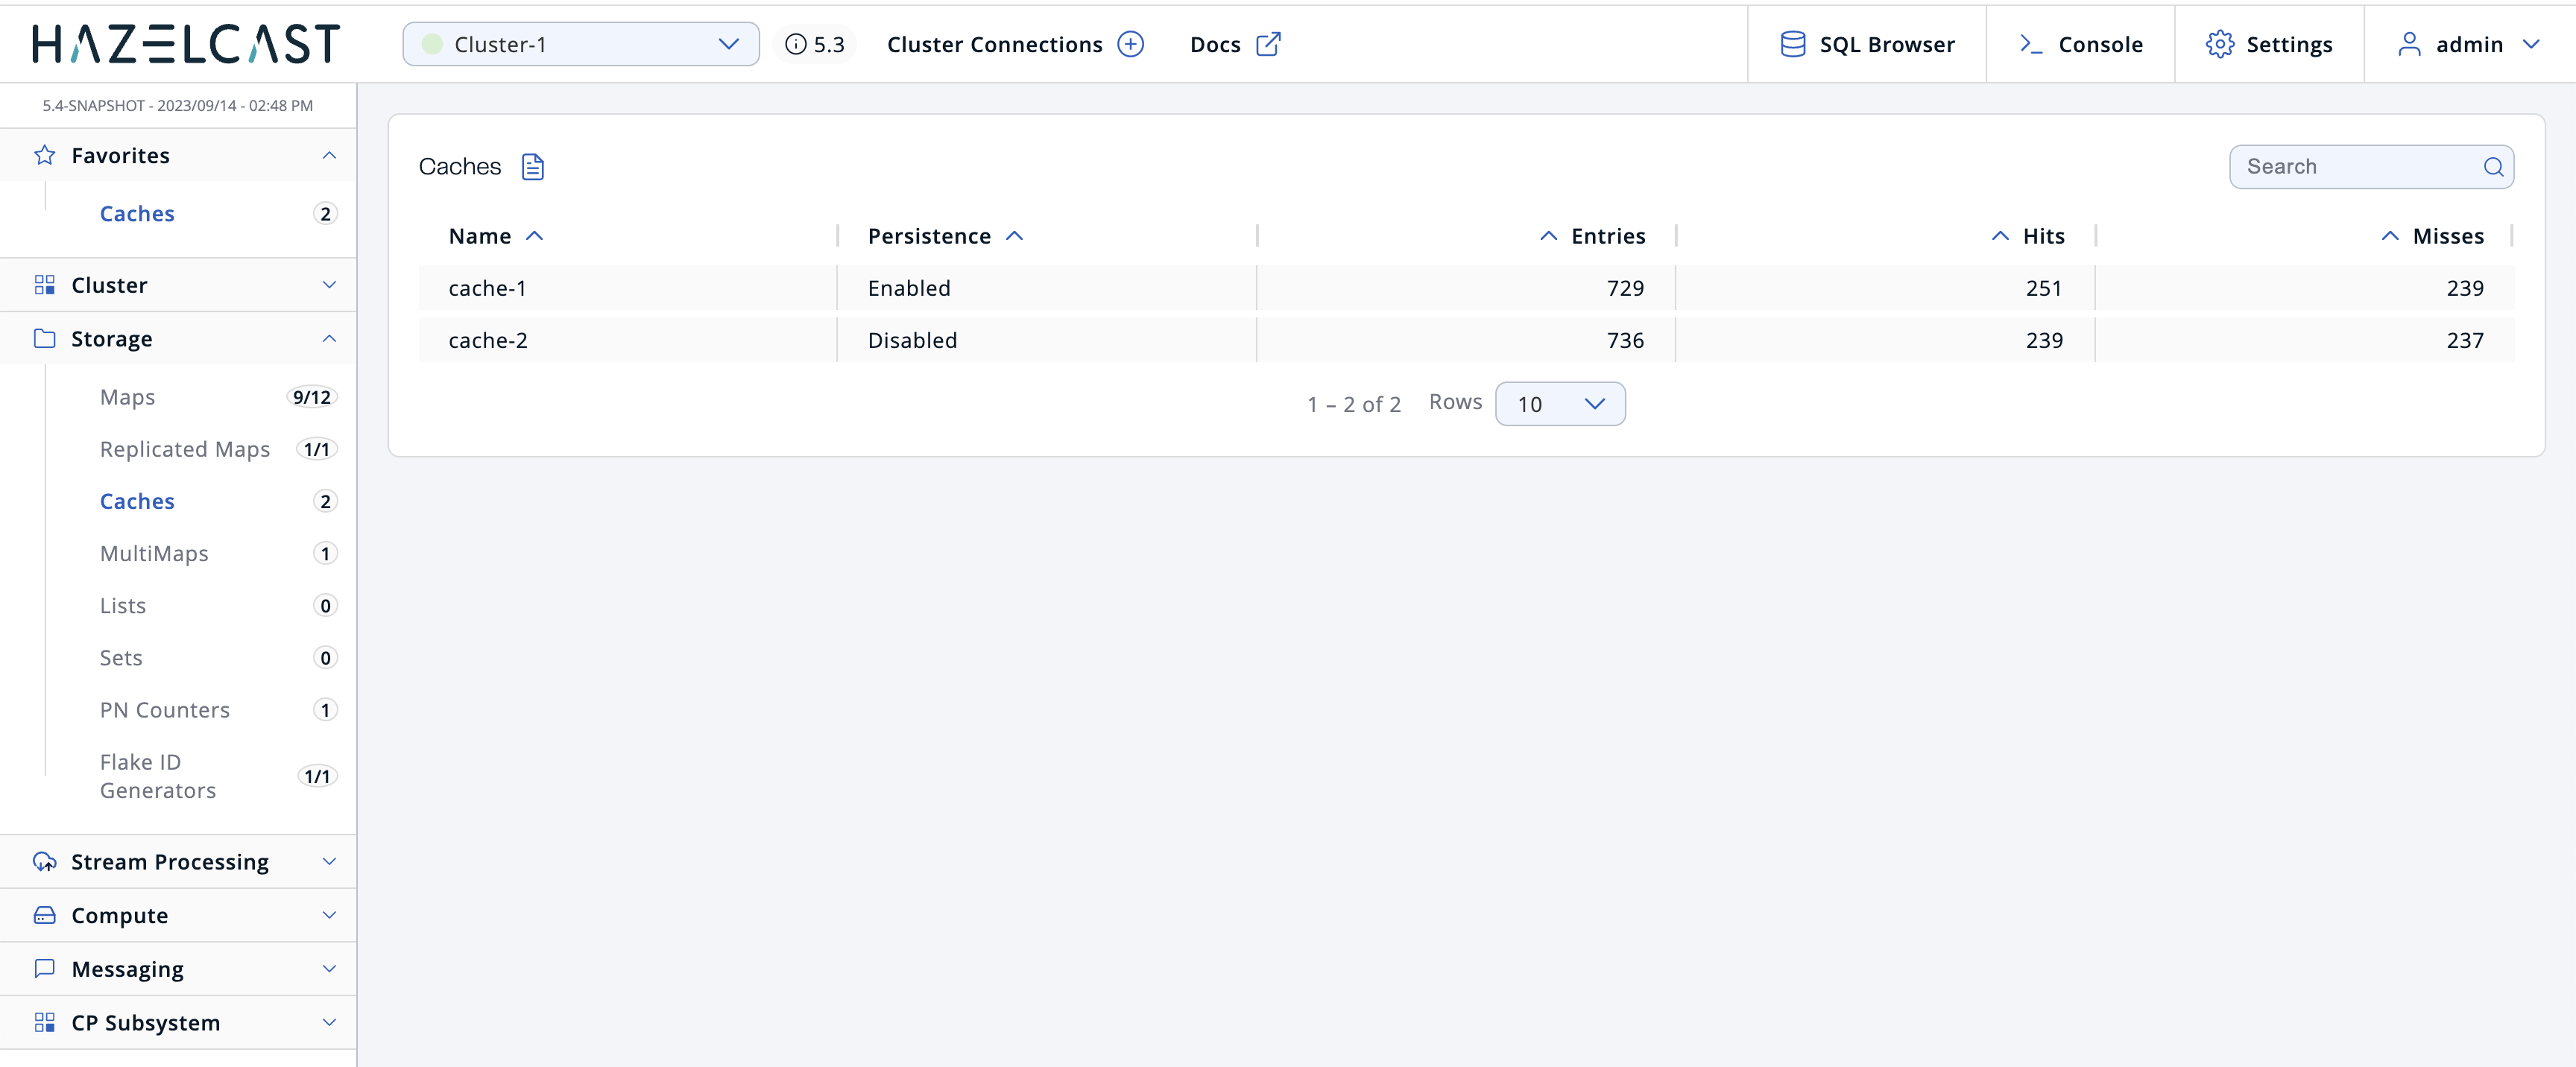 HAZELCAST
Cluster-1
5.3
Cluster Connections
Docs
SQL Browser
Console
Settings
admin
5.4-SNAPSHOT - 2023/09/14 - 02:48 PM
Favorites
Caches 2
Cluster
Storage
Maps 9/12
Replicated Maps 1/1
Caches 2
MultiMaps 1
Lists 0
Sets 0
PN Counters 1
Flake ID
Generators 1/1
Stream Processing
Compute
Messaging
CP Subsystem
Caches
Search
Name Persistence Entries Hits Misses
cache-1 Enabled 729 251 239
cache-2 Disabled 736 239 237
1 – 2 of 2 Rows 10